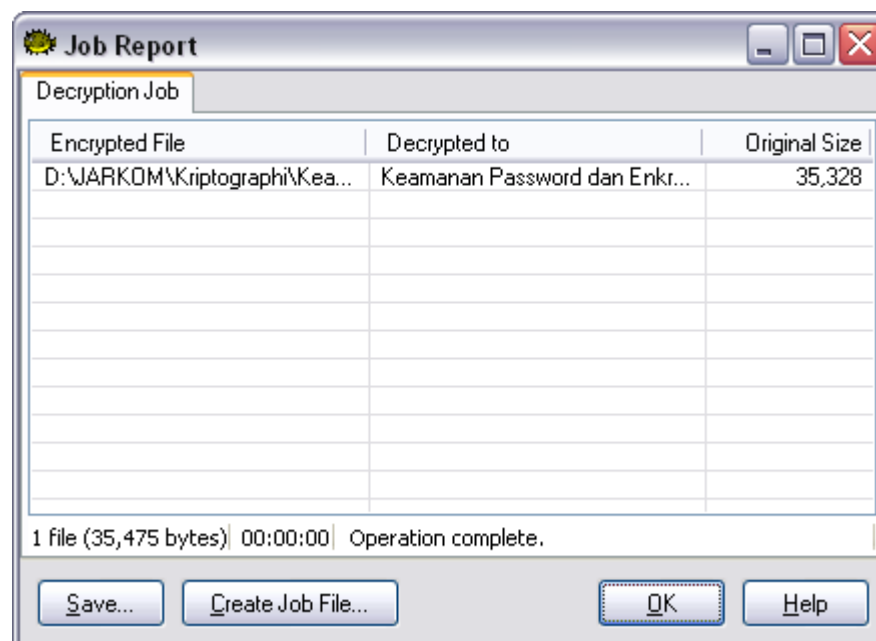 Job Report
Decryption Job
Encrypted File Decrypted to Original Size
D:\JARKOM\Kriptographi\Kea... Keamanan Password dan Enkr... 35,328
1 file (35,475 bytes) 00:00:00 Operation complete.
Save... Create Job File... OK Help